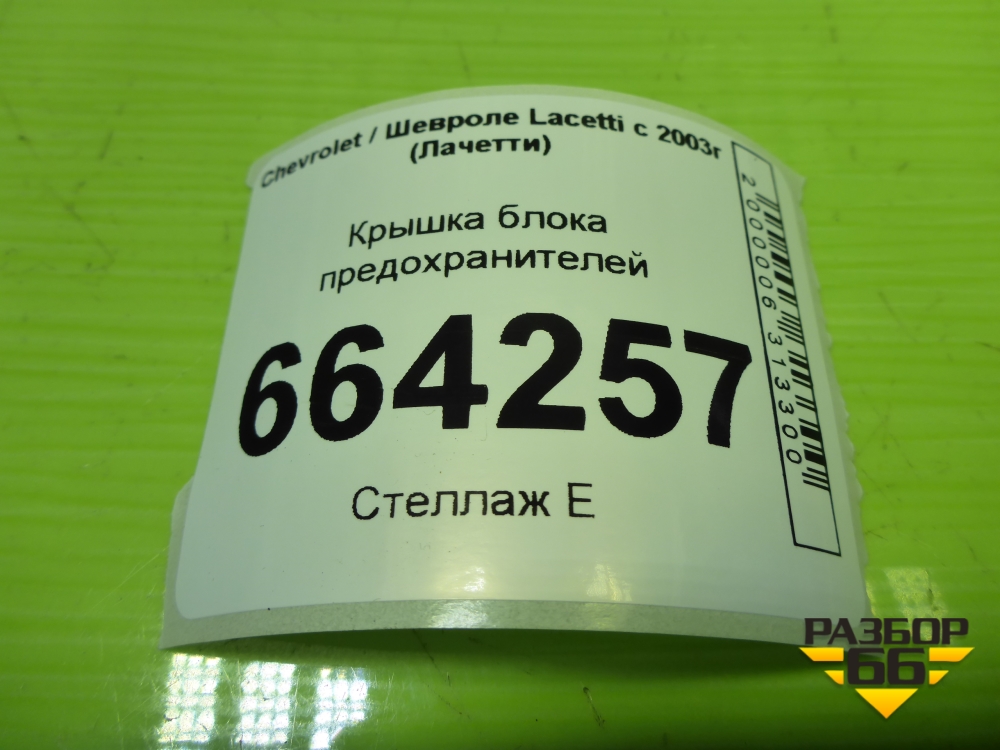 Chevrolet / Шевроле Lacetti с 2003г
(Лачетти)
Крышка блока
предохранителей
664257
Стеллаж Е
2000006313300
РАЗБОР
66